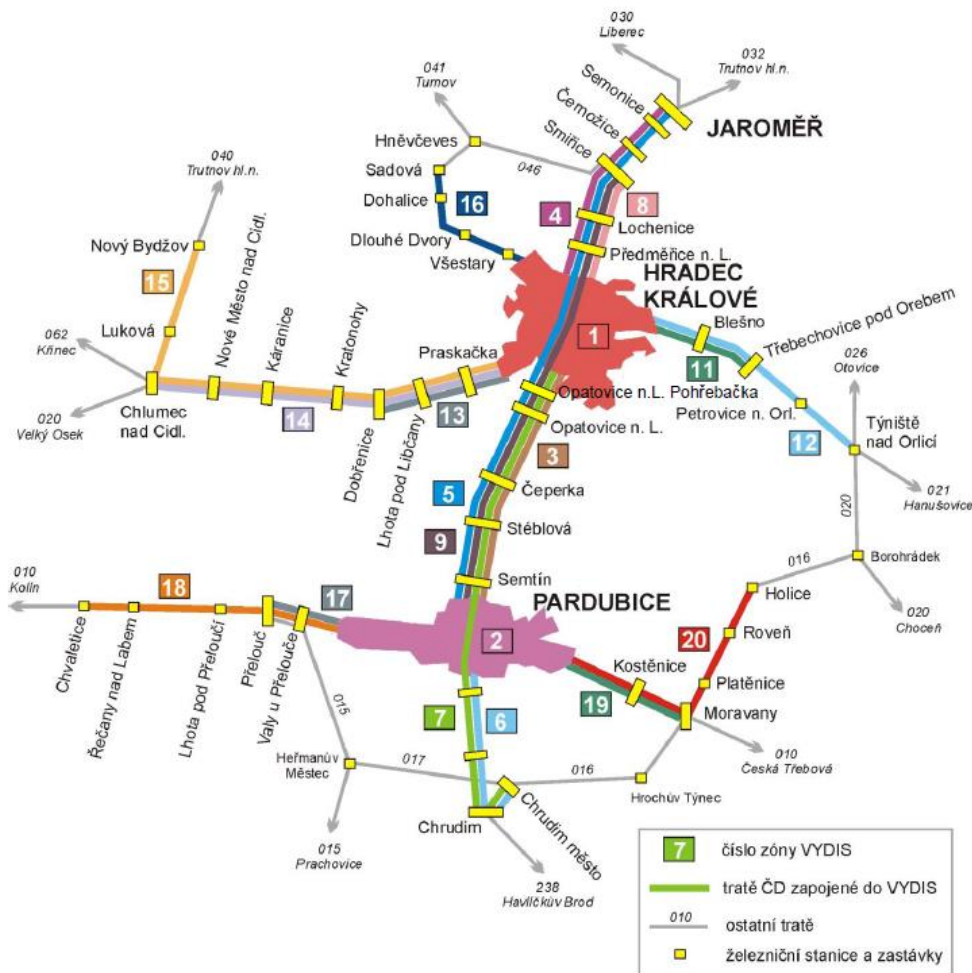 030
Liberec
032
Trutnov hl.n.
041
Turnov
Semonice
Černožice
Smiřice
JAROMĚŘ
Hněvčeves
046
Sadová
040
Trutnov hl.n.
Dohalice
16
4
8
Lochenice
Dlouhé Dvory
Předměřice n. L.
Nový Bydžov
Všestary
HRADEC
KRÁLOVÉ
15
Nové Město nad Cidl.
Káranice
Kratonohy
Blešno
Třebechovice pod Orebem
062
Křinec
Luková
Praskačka
1
11
026
Otovice
Opatovice n.L. Pohřebačka
Petrovice n. Orl.
020
Velký Osek
Chlumec
nad Cidl.
14
13
Opatovice n. L.
Týniště
nad Orlicí
12
Dobřenice
Lhota pod Libčany
3
5
Čeperka
021
Hanušovice
020
9
Stéblová
Borohrádek
016
010
Kolín
18
17
Semtín
PARDUBICE
Holice
020
Choceň
2
20
Roveň
Chvaletice
Řečany nad Labem
Lhota pod Přeloučí
Přelouč
Valy u Přelouče
Kostěnice
Platěnice
19
Moravany
015
7
6
010
Česká Třebová
Heřmanův
Městec
017
016
Hrochův Týnec
Chrudim
Chrudim město
015
Prachovice
238
Havlíčkův Brod
7
číslo zóny VYDIS
tratě ČD zapojené do VYDIS
010
ostatní tratě
železniční stanice a zastávky